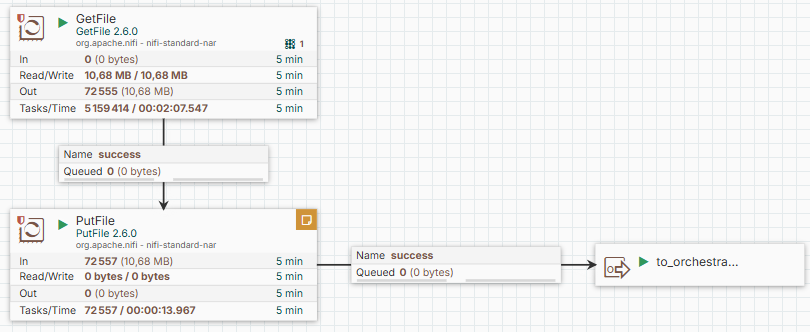 GetFile
GetFile 2.6.0
org.apache.nifi - nifi-standard-nar
1
In 0 (0 bytes) 5 min
Read/Write 10,68 MB / 10,68 MB 5 min
Out 72 555 (10,68 MB) 5 min
Tasks/Time 5 159 414 / 00:02:07.547 5 min
Name success
Queued 0 (0 bytes)
PutFile
PutFile 2.6.0
org.apache.nifi - nifi-standard-nar
In 72 557 (10,68 MB) 5 min
Read/Write 0 bytes / 0 bytes 5 min
Out 0 (0 bytes) 5 min
Tasks/Time 72 557 / 00:00:13.967 5 min
Name success
Queued 0 (0 bytes)
to_orchestra...